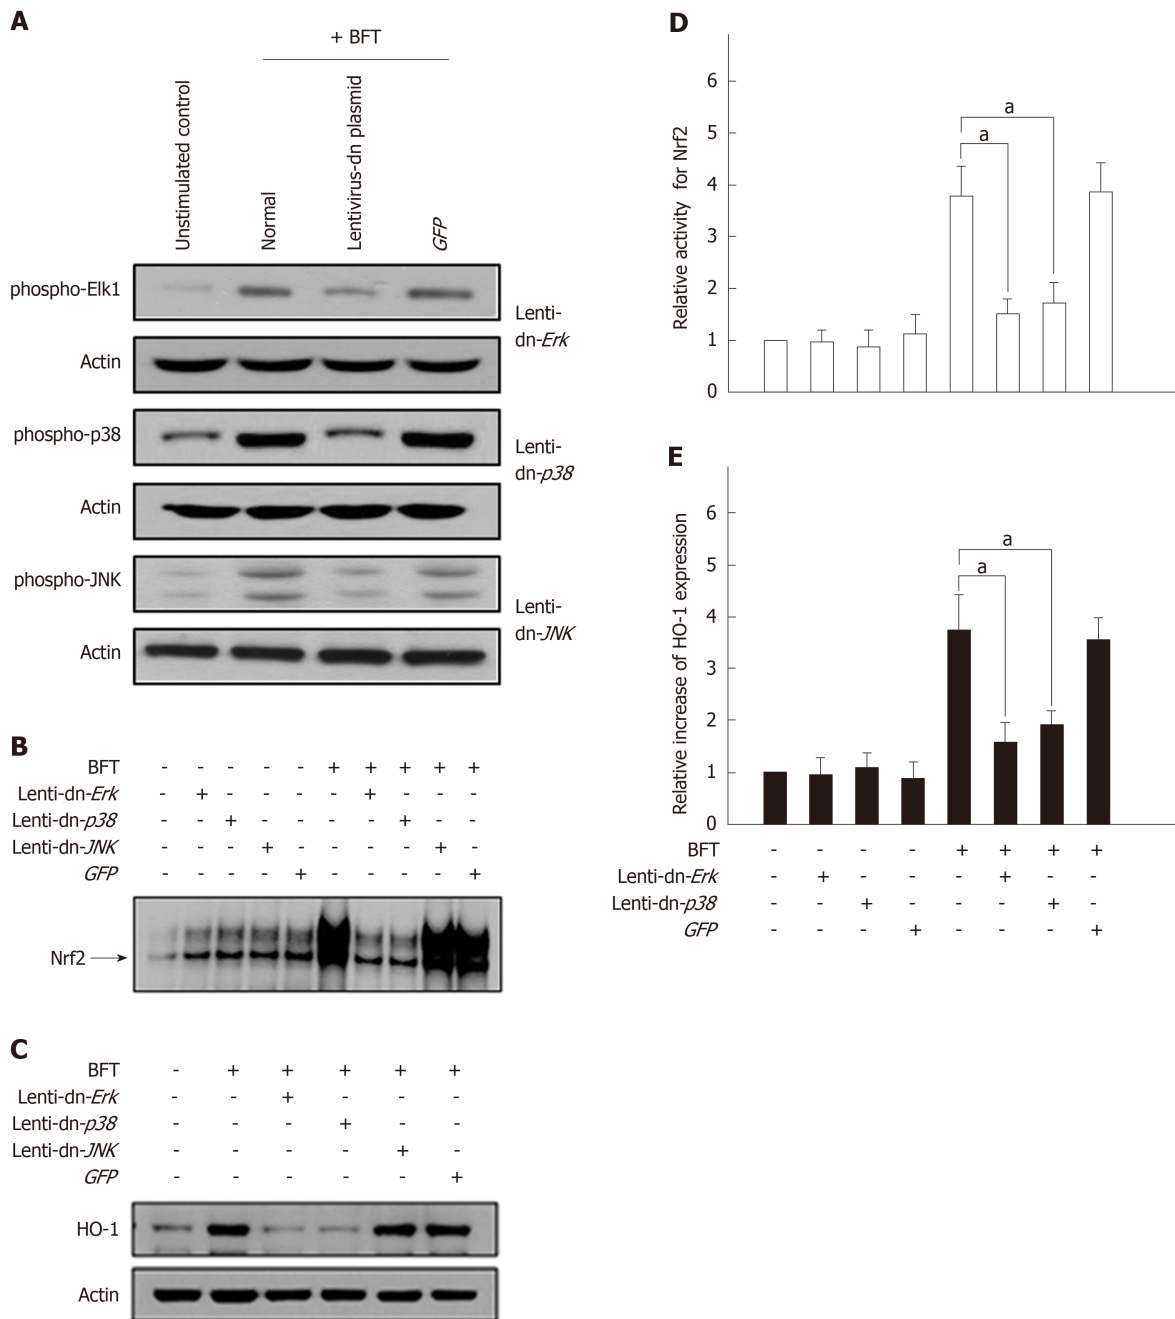 A
+ BFT
Unstimulated control
Normal
Lentivirus-dn plasmid
GFP
phospho-Elk1
Lenti-
dn-Erk
Actin
phospho-p38
Lenti-
dn-p38
Actin
phospho-JNK
Lenti-
dn-JNK
Actin
B
BFT - - - - - + + + + +
Lenti-dn-Erk - + - - - - + - - -
Lenti-dn-p38 - - + - - - - + - -
Lenti-dn-JNK - - - + - - - - + -
GFP - - - - + - - - - +
Nrf2
C
BFT - + + + + +
Lenti-dn-Erk - - + - - -
Lenti-dn-p38 - - - + - -
Lenti-dn-JNK - - - - + -
GFP - - - - - +
HO-1
Actin
D
Relative activity for Nrf2
6
5
4
3
2
1
0
a
a
E
Relative increase of HO-1 expression
6
5
4
3
2
1
0
a
a
BFT - - - - + + + +
Lenti-dn-Erk - + - - - + - -
Lenti-dn-p38 - - + - - - + -
GFP - - - + - - - +